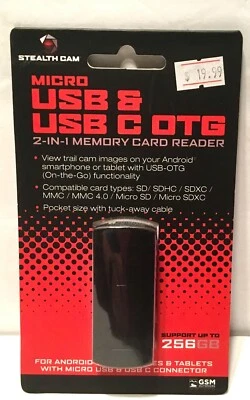 STEALTH CAM
$ 19.99
MICRO
USB &
USB C OTG
2-IN-1 MEMORY CARD READER
• View trail cam images on your Android
smartphone or tablet with USB-OTG
(On-the-Go) functionality
• Compatible card types: SD/ SDHC / SDXC /
MMC / MMC 4.0 / Micro SD / Micro SDXC
• Pocket size with tuck-away cable
SUPPORT UP TO
256GB
FOR ANDROID & TABLETS
WITH MICRO USB & USB C CONNECTOR
GSM